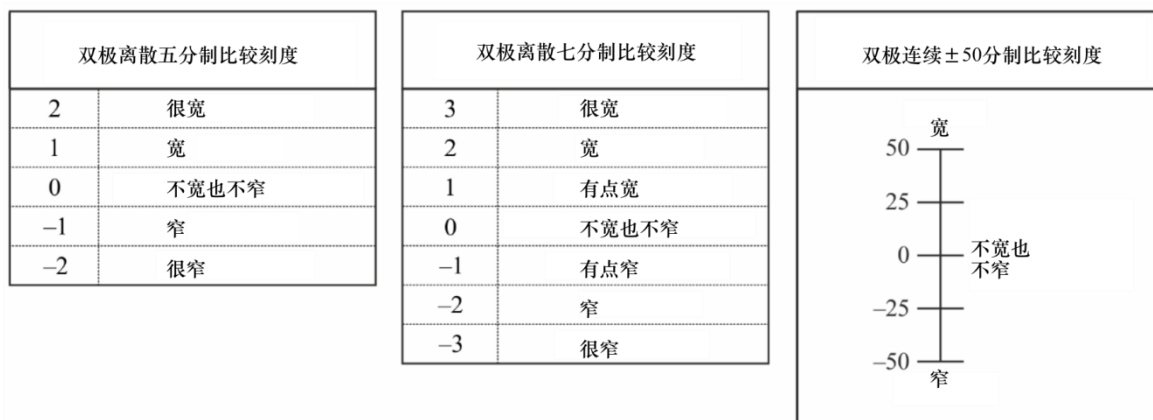 双极离散五分制比较刻度
2 很宽
1 宽
0 不宽也不窄
–1 窄
–2 很窄
双极离散七分制比较刻度
3 很宽
2 宽
1 有点宽
0 不宽也不窄
–1 有点窄
–2 窄
–3 很窄
双极连续±50分制比较刻度
宽
50
25
0 不宽也
不窄
–25
–50
窄